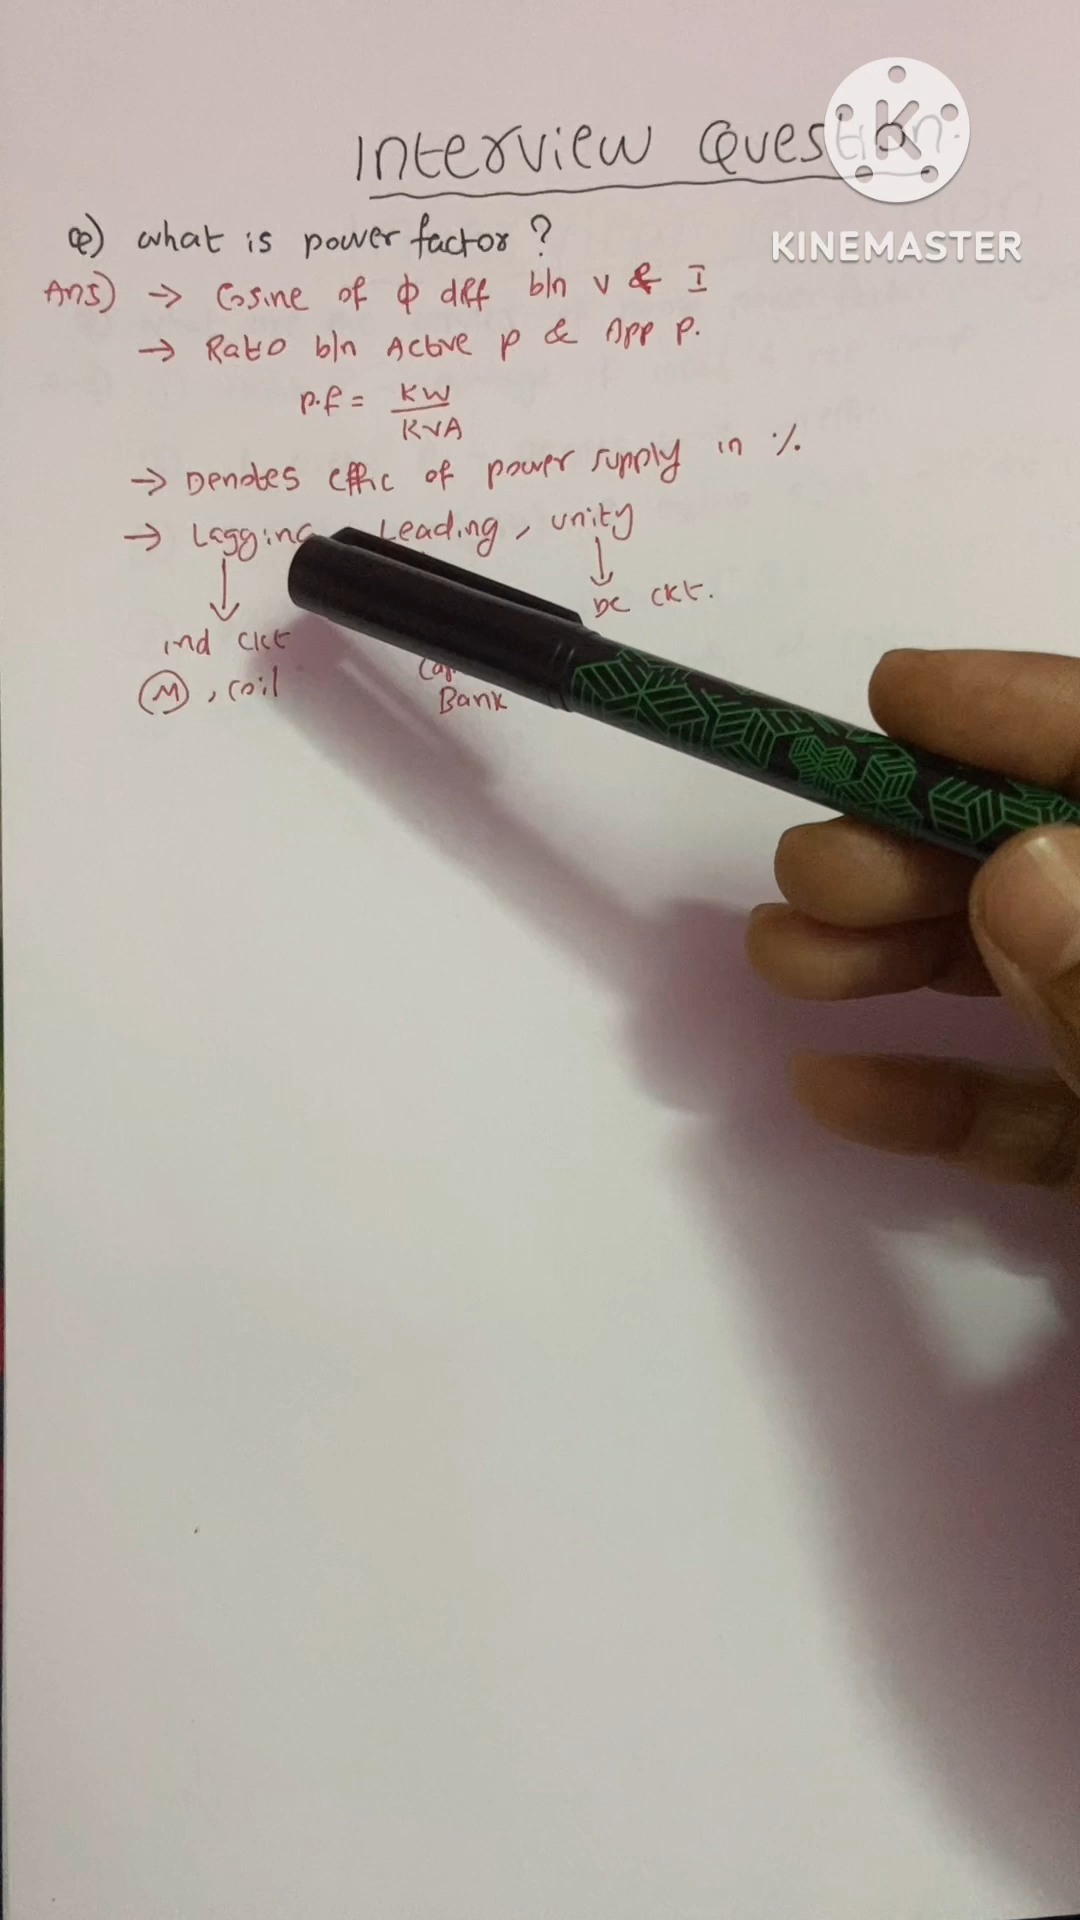 Interview Question.
KINEMASTER
Q) what is power factor ?
Ans) → Cosine of ϕ diff b/n V & I
→ Ratio b/n Active p & App p.
p.f = KW
KVA
→ Denotes effic of power supply in %
→ Lagging Leading, unity
DC ckt.
ind ckt
M, coil
Bank